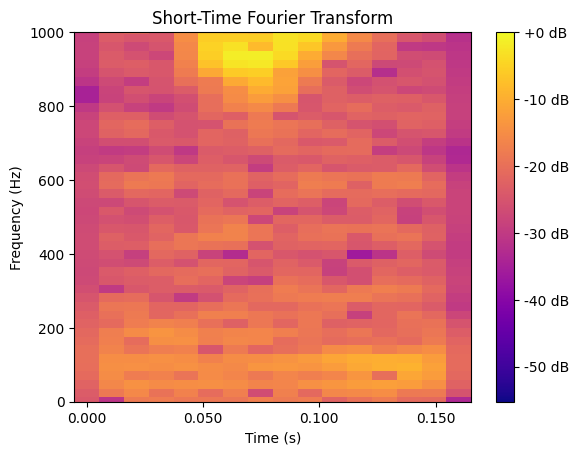 Short-Time Fourier Transform
1000
800
600
400
200
0
Frequency (Hz)
0.000
0.050
0.100
0.150
Time (s)
+0 dB
-10 dB
-20 dB
-30 dB
-40 dB
-50 dB